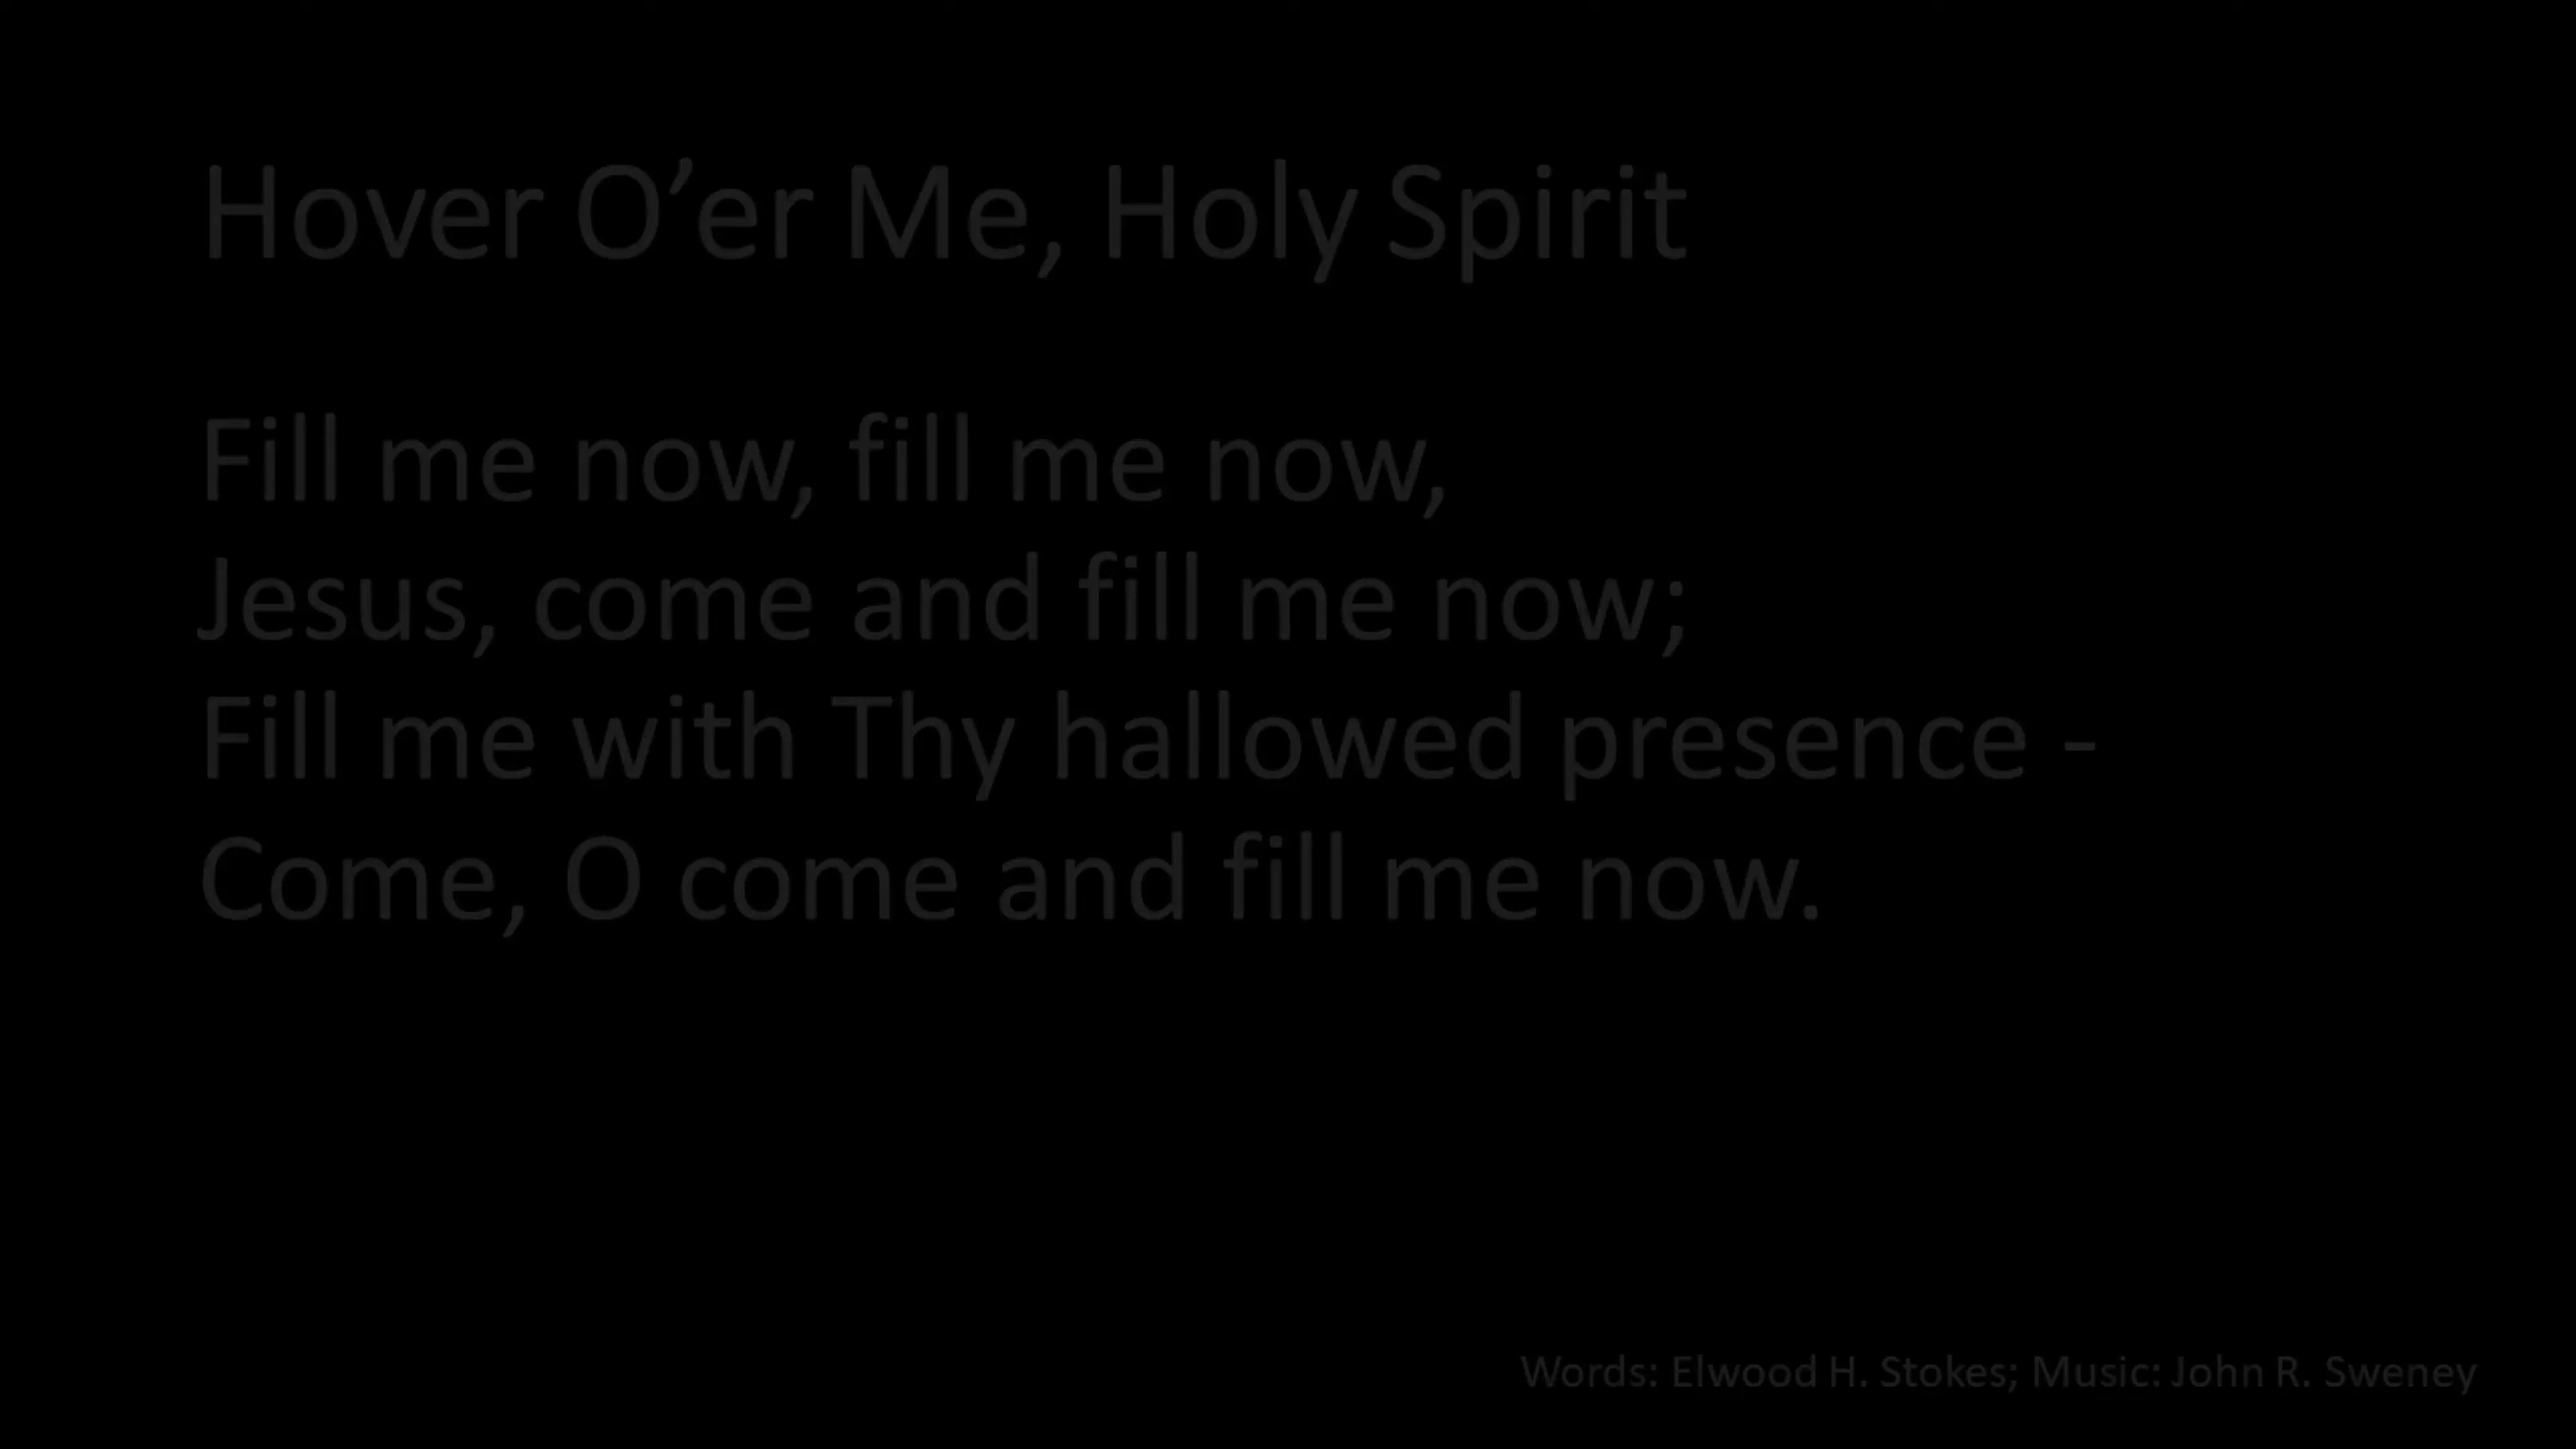 Hover O’er Me, Holy Spirit
Fill me now, fill me now,
Jesus, come and fill me now;
Fill me with Thy hallowed presence -
Come, O come and fill me now.
Words: Elwood H. Stokes; Music: John R. Sweney